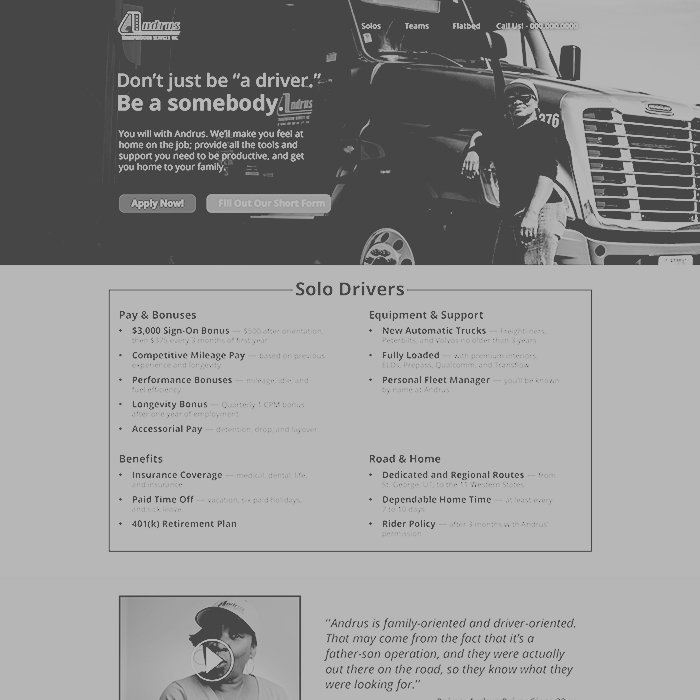 Andrus
TRANSPORTATION SERVICES INC.
Solos Teams Flatbed Call Us! - 000.000.0000
Don't just be “a driver.”
Be a somebody.
Andrus
376
You will with Andrus. We'll make you feel at
home on the job; provide all the tools and
support you need to be productive, and get
you home to your family.
Apply Now! Fill Out Our Short Form
Solo Drivers
Pay & Bonuses
• $3,000 Sign-On Bonus — $500 after orientation,
then $375 every 3 months of first year
• Competitive Mileage Pay — based on previous
experience and longevity
• Performance Bonuses — mileage, idle, and
fuel efficiency
• Longevity Bonus — Quarterly 1 CPM bonus
after one year of employment
• Accessorial Pay — detention, drop, and layover
Equipment & Support
• New Automatic Trucks — Freightliners,
Peterbilts, and Volvos no older than 3 years
• Fully Loaded — with premium interiors,
ELDs, Prepass, Qualcomm, and Transflow
• Personal Fleet Manager — you'll be known
by name at Andrus
Benefits
• Insurance Coverage — medical, dental, life,
and insurance
• Paid Time Off — vacation, six paid holidays,
and sick leave
• 401(k) Retirement Plan
Road & Home
• Dedicated and Regional Routes — from
St. George, UT, to the 11 Western States
• Dependable Home Time — at least every
7 to 10 days
• Rider Policy — after 3 months with Andrus'
permission
"Andrus is family-oriented and driver-oriented.
That may come from the fact that it's a
father-son operation, and they were actually
out there on the road, so they know what they
were looking for."